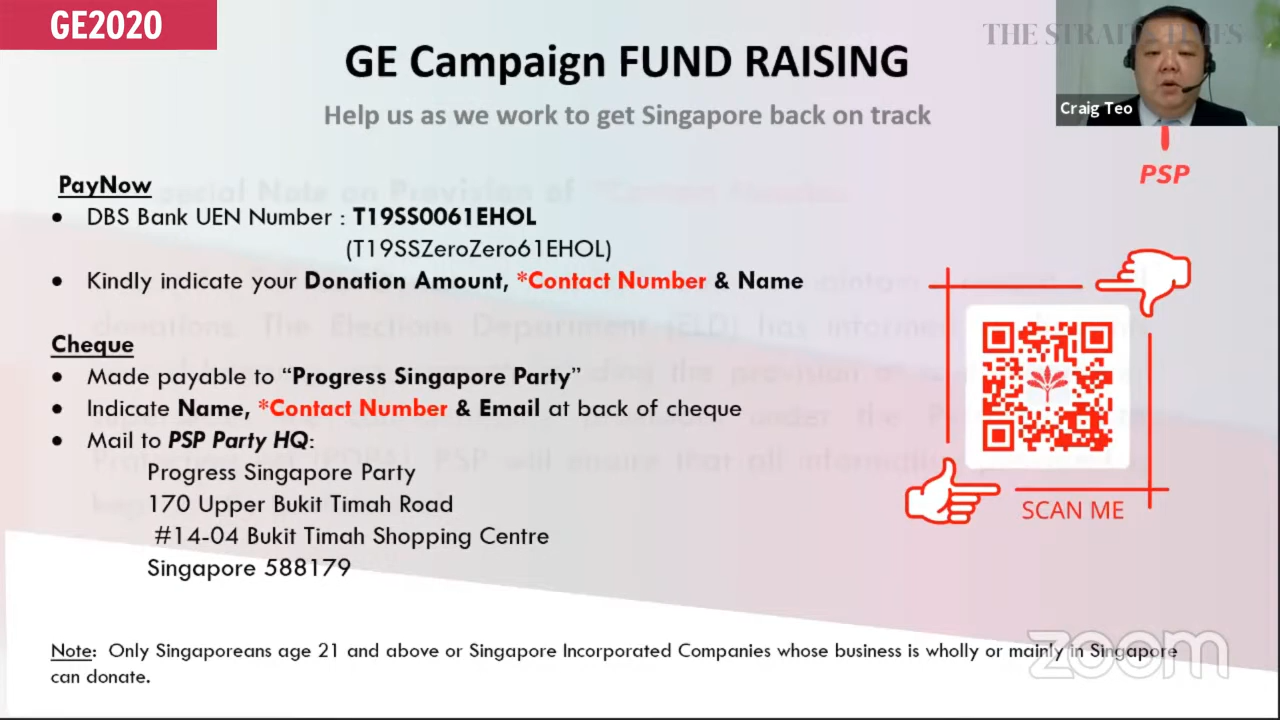 GE2020
THE STRAITS TIMES
GE Campaign FUND RAISING
Help us as we work to get Singapore back on track
Craig Teo
PSP
PayNow
• DBS Bank UEN Number : T19SS0061EHOL
(T19SSZeroZero61EHOL)
• Kindly indicate your Donation Amount, *Contact Number & Name
Cheque
• Made payable to “Progress Singapore Party”
• Indicate Name, *Contact Number & Email at back of cheque
• Mail to PSP Party HQ:
Progress Singapore Party
170 Upper Bukit Timah Road
#14-04 Bukit Timah Shopping Centre
Singapore 588179
SCAN ME
Note: Only Singaporeans age 21 and above or Singapore Incorporated Companies whose business is wholly or mainly in Singapore
can donate.
zoom